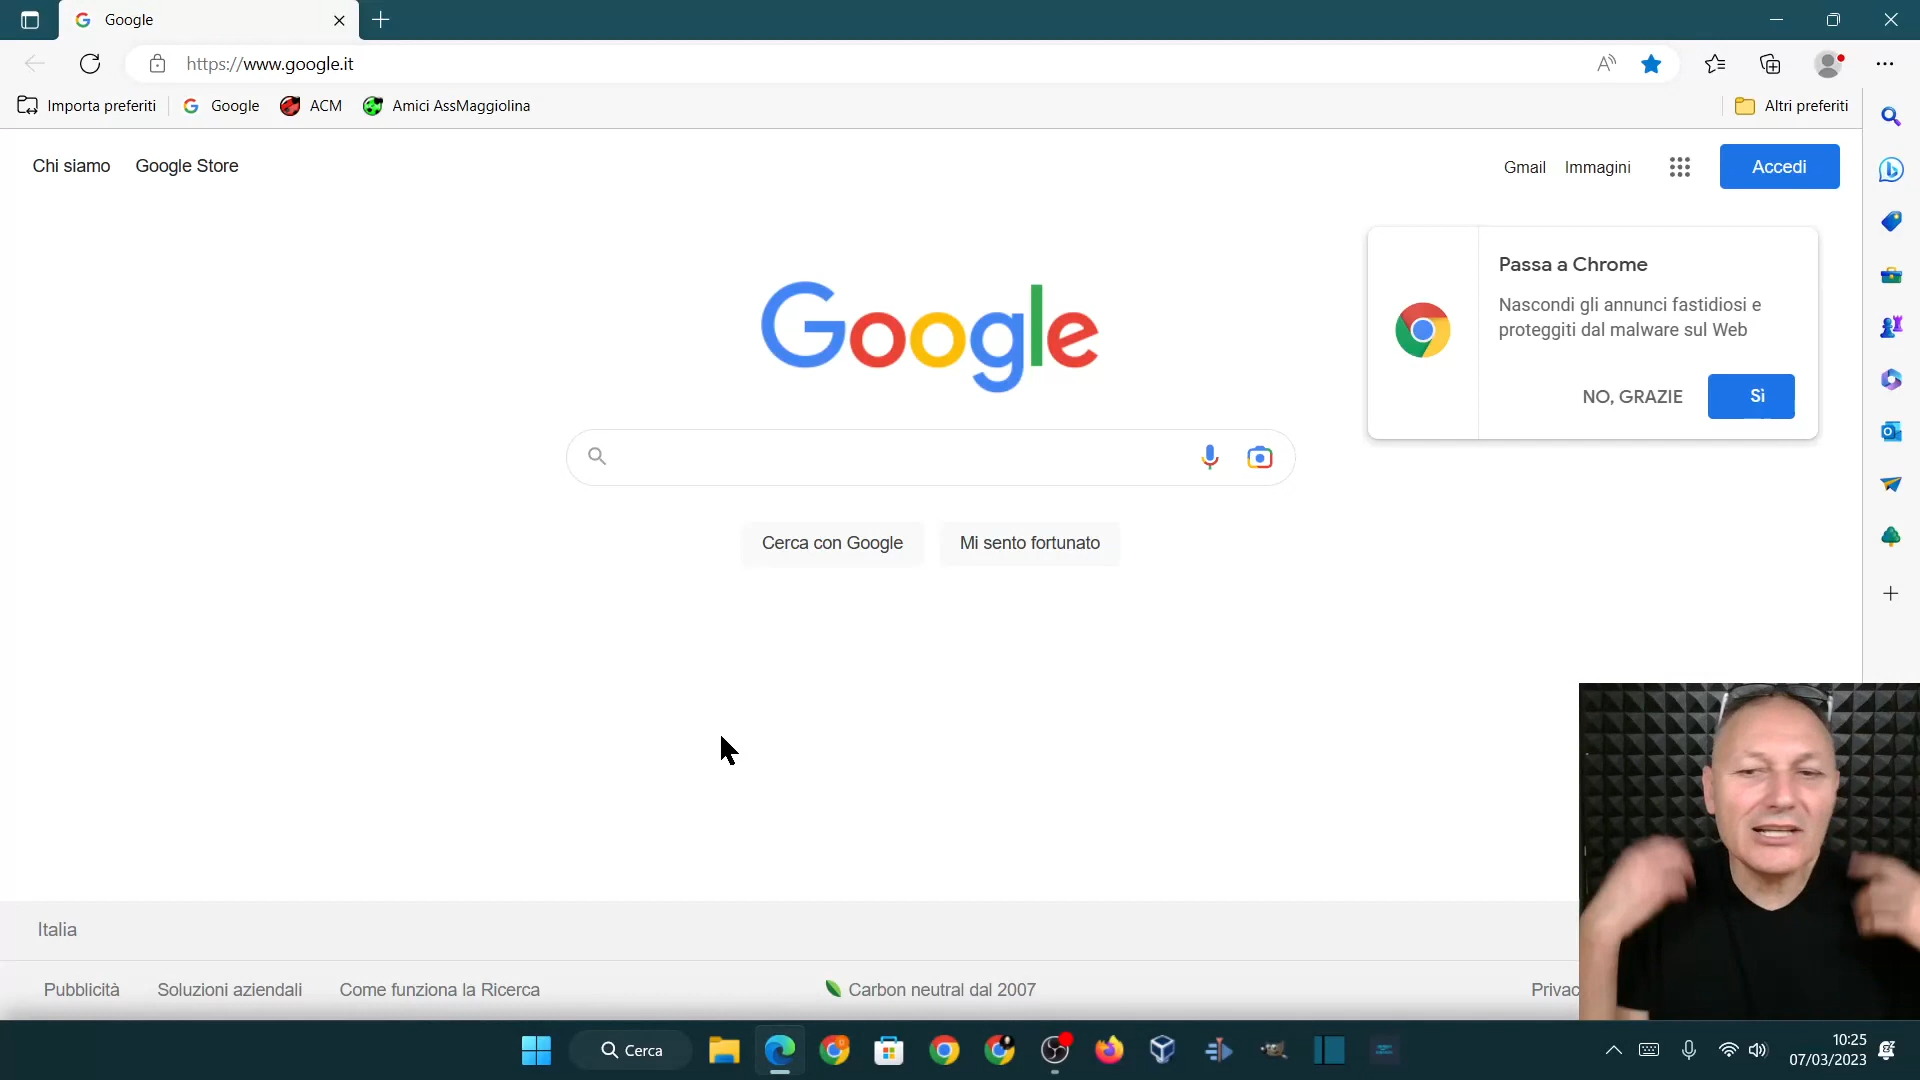 Google
https://www.google.it
Importa preferiti
Google
ACM
Amici AssMaggiolina
Altri preferiti
Chi siamo
Google Store
Gmail
Immagini
Accedi
Google
Passa a Chrome
Nascondi gli annunci fastidiosi e
proteggiti dal malware sul Web
NO, GRAZIE
Sì
Cerca con Google
Mi sento fortunato
Italia
Pubblicità
Soluzioni aziendali
Come funziona la Ricerca
Carbon neutral dal 2007
Privac
Cerca
10:25
07/03/2023